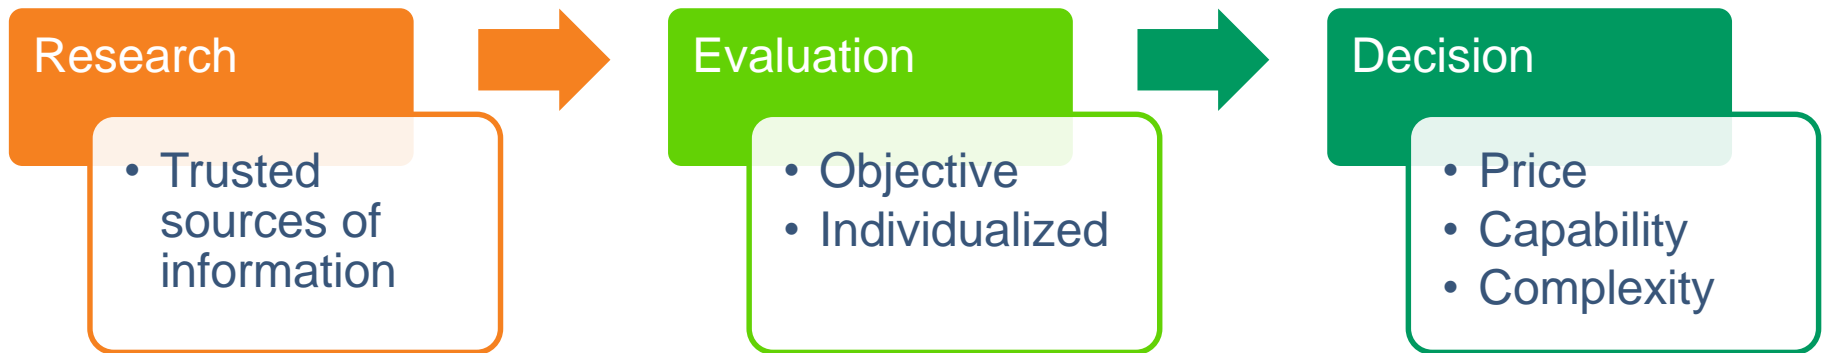 Research
• Trusted
sources of
information
Evaluation
• Objective
• Individualized
Decision
• Price
• Capability
• Complexity